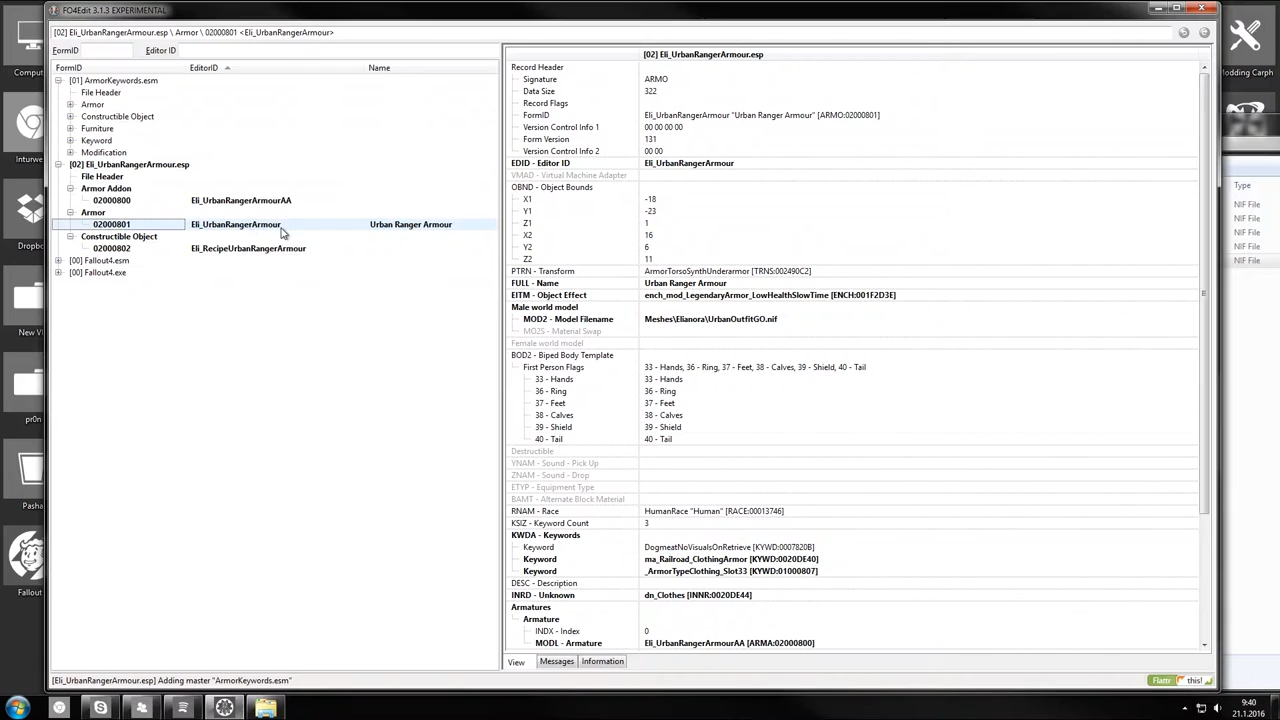 FO4Edit 3.1.3 EXPERIMENTAL
[02] Eli_UrbanRangerArmour.esp \ Armor \ 02000801 <Eli_UrbanRangerArmour>
FormID
Editor ID
FormID EditorID Name
[01] ArmorKeywords.esm
File Header
Armor
Constructible Object
Furniture
Keyword
Modification
[02] Eli_UrbanRangerArmour.esp
File Header
Armor Addon
02000800 Eli_UrbanRangerArmourAA
Armor
02000801 Eli_UrbanRangerArmour Urban Ranger Armour
Constructible Object
02000802 Eli_RecipeUrbanRangerArmour
[00] Fallout4.esm
[00] Fallout4.exe
[02] Eli_UrbanRangerArmour.esp
Record Header
Signature ARMO
Data Size 322
Record Flags
FormID Eli_UrbanRangerArmour "Urban Ranger Armour" [ARMO:02000801]
Version Control Info 1 00 00 00 00
Form Version 131
Version Control Info 2 00 00
EDID - Editor ID Eli_UrbanRangerArmour
VMAD - Virtual Machine Adapter
OBND - Object Bounds
X1 -18
Y1 -23
Z1 1
X2 16
Y2 6
Z2 11
PTRN - Transform ArmorTorsoSynthUnderarmor [TRNS:002490C2]
FULL - Name Urban Ranger Armour
EITM - Object Effect ench_mod_LegendaryArmor_LowHealthSlowTime [ENCH:001F2D3E]
Male world model
MOD2 - Model Filename Meshes\Elianora\UrbanOutfitGO.nif
MO2S - Material Swap
Female world model
BOD2 - Biped Body Template
First Person Flags 33 - Hands, 36 - Ring, 37 - Feet, 38 - Calves, 39 - Shield, 40 - Tail
33 - Hands 33 - Hands
36 - Ring 36 - Ring
37 - Feet 37 - Feet
38 - Calves 38 - Calves
39 - Shield 39 - Shield
40 - Tail 40 - Tail
Destructible
YNAM - Sound - Pick Up
ZNAM - Sound - Drop
ETYP - Equipment Type
BAMT - Alternate Block Material
RNAM - Race HumanRace "Human" [RACE:00013746]
KSIZ - Keyword Count 3
KWDA - Keywords
Keyword DogmeatNoVisualsOnRetrieve [KYWD:0007820B]
Keyword ma_Railroad_ClothingArmor [KYWD:0020DE40]
Keyword _ArmorTypeClothing_Slot33 [KYWD:01000807]
DESC - Description
INRD - Unknown dn_Clothes [INNR:0020DE44]
Armatures
Armature
INDX - Index 0
MODL - Armature Eli_UrbanRangerArmourAA [ARMA:02000800]
View Messages Information
[Eli_UrbanRangerArmour.esp] Adding master "ArmorKeywords.esm"
Flattr this!
Comput
Inturwe
Dropb
New V
pr0n
Pasha
Fallout
Modding Carph
Type
NIF File
NIF File
NIF File
NIF File
NIF File
9:40
21.1.2016